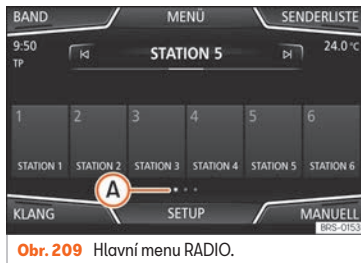 BAND MENÜ SENDERLISTE
9:50 STATION 5 24.0 °C
TP
1 2 3 4 5 6
STATION 1 STATION 2 STATION 3 STATION 4 STATION 5 STATION 6
A
KLANG SETUP MANUELL
BRS-0153
Obr. 209 Hlavní menu RADIO.